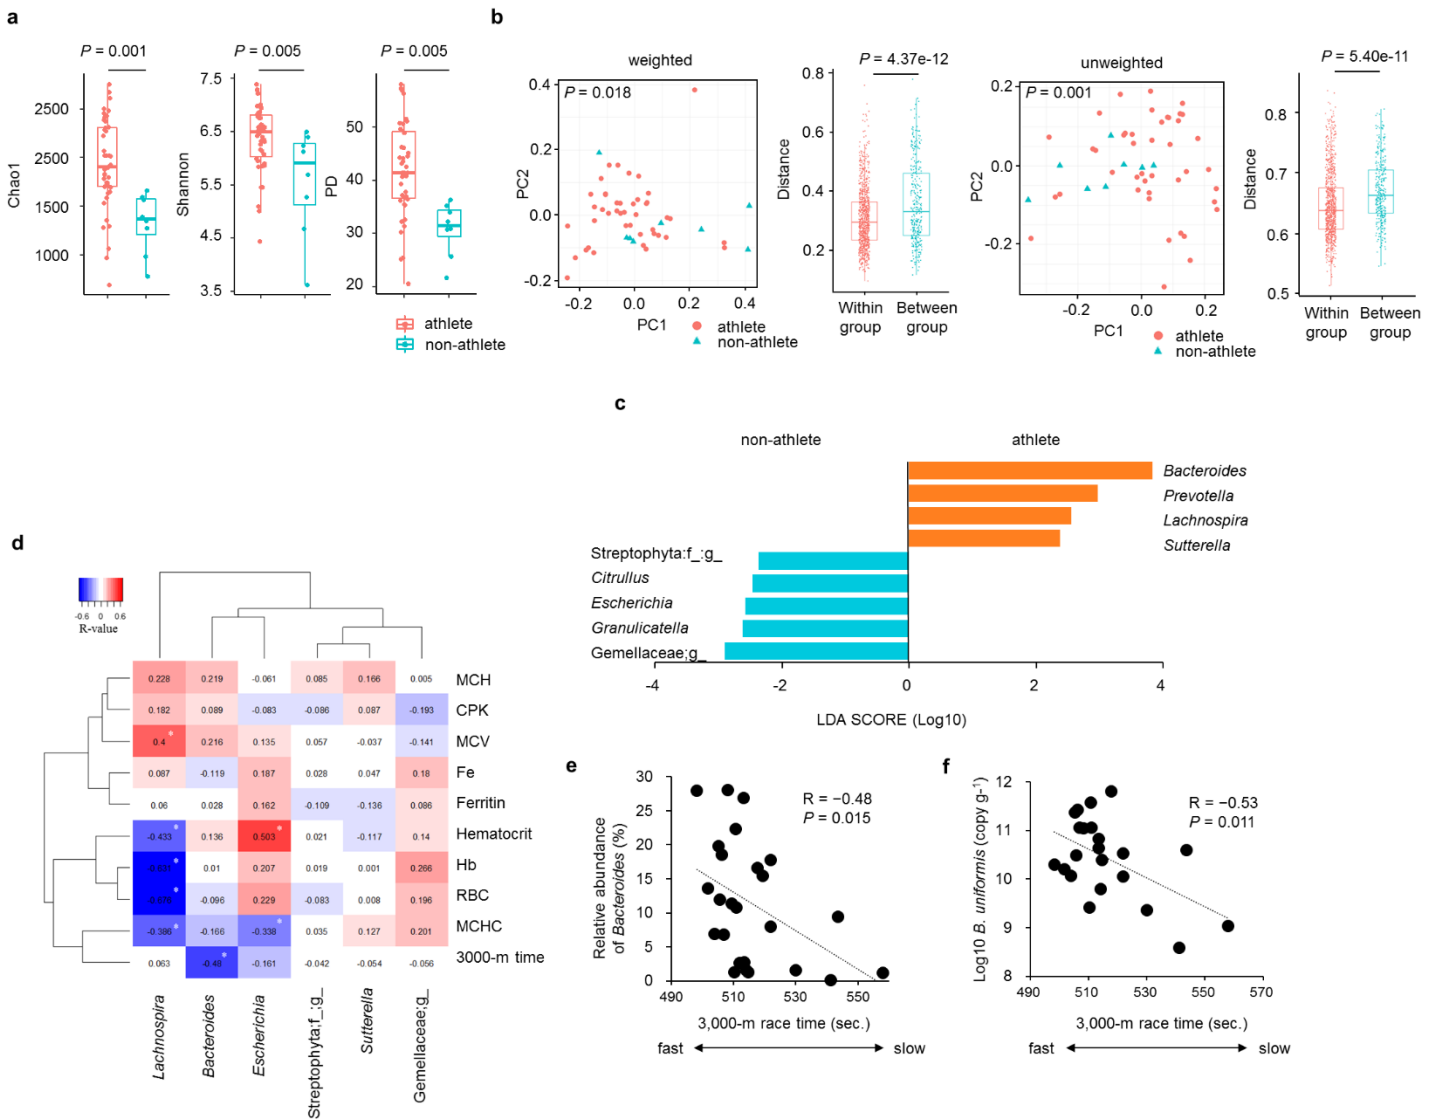 a
P = 0.001
P = 0.005
P = 0.005
Chao1
2500
2500
1500
1000
Shannon
7.5
6.5
5.5
4.5
3.5
PD
50
40
30
20
athlete
non-athlete
b
weighted
P = 0.018
PC2
0.4
0.2
0.0
-0.2
-0.2
0.0
0.2
0.4
PC1
athlete
non-athlete
P = 4.37e-12
Distance
0.8
0.6
0.4
0.2
Within
group
Between
group
unweighted
P = 0.001
PC2
0.2
0.0
-0.2
-0.2
0.0
0.2
PC1
athlete
non-athlete
P = 5.40e-11
Distance
0.8
0.7
0.6
0.5
Within
group
Between
group
c
non-athlete
athlete
Bacteroides
Prevotella
Lachnospira
Sutterella
Streptophyta:f_:g_
Citrullus
Escherichia
Granulicatella
Gemellaceae;g_
-4
-2
0
2
4
LDA SCORE (Log10)
d
-0.6 0 0.6
R-value
0.228 0.219 -0.061 0.085 0.166 0.005 MCH
0.182 0.089 -0.083 -0.086 0.087 -0.193 CPK
0.4* 0.216 0.135 0.057 -0.037 -0.141 MCV
0.087 -0.119 0.187 0.028 0.047 0.18 Fe
0.06 0.028 0.162 -0.109 -0.136 0.086 Ferritin
-0.433* 0.136 0.503* 0.021 -0.117 0.14 Hematocrit
* 0.01 0.207 0.019 0.001 0.266 Hb
* -0.096 0.229 -0.083 0.008 0.196 RBC
-0.386* -0.166 -0.338* 0.035 0.127 0.201 MCHC
0.063 -0.48* -0.161 -0.042 -0.054 -0.056 3000-m time
Lachnospira
Bacteroides
Escherichia
Streptophyta;f_;g_
Sutterella
Gemellaceae;g_
e
Relative abundance
of Bacteroides (%)
30
25
20
15
10
5
0
R = −0.48
P = 0.015
490
510
530
550
3,000-m race time (sec.)
fast
slow
f
Log10 B. uniformis (copy g-1)
12
11
10
9
8
R = −0.53
P = 0.011
490
510
530
550
570
3,000-m race time (sec.)
fast
slow